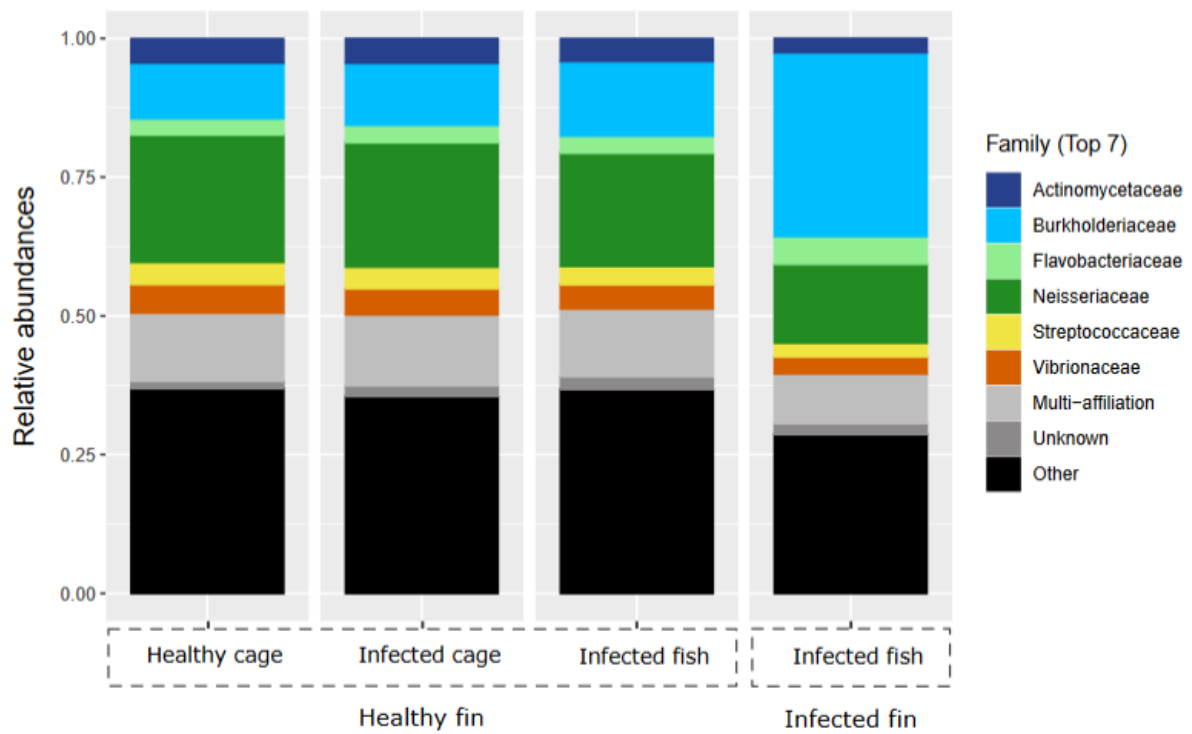 Relative abundances
1.00
0.75
0.50
0.25
0.00
Healthy cage
Infected cage
Infected fish
Infected fish
Healthy fin
Infected fin
Family (Top 7)
Actinomycetaceae
Burkholderiaceae
Flavobacteriaceae
Neisseriaceae
Streptococcaceae
Vibrionaceae
Multi−affiliation
Unknown
Other